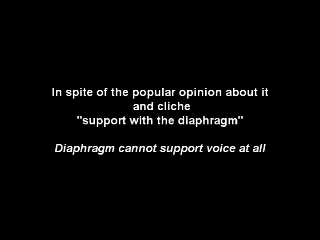 In spite of the popular opinion about it
and cliche
"support with the diaphragm"
Diaphragm cannot support voice at all